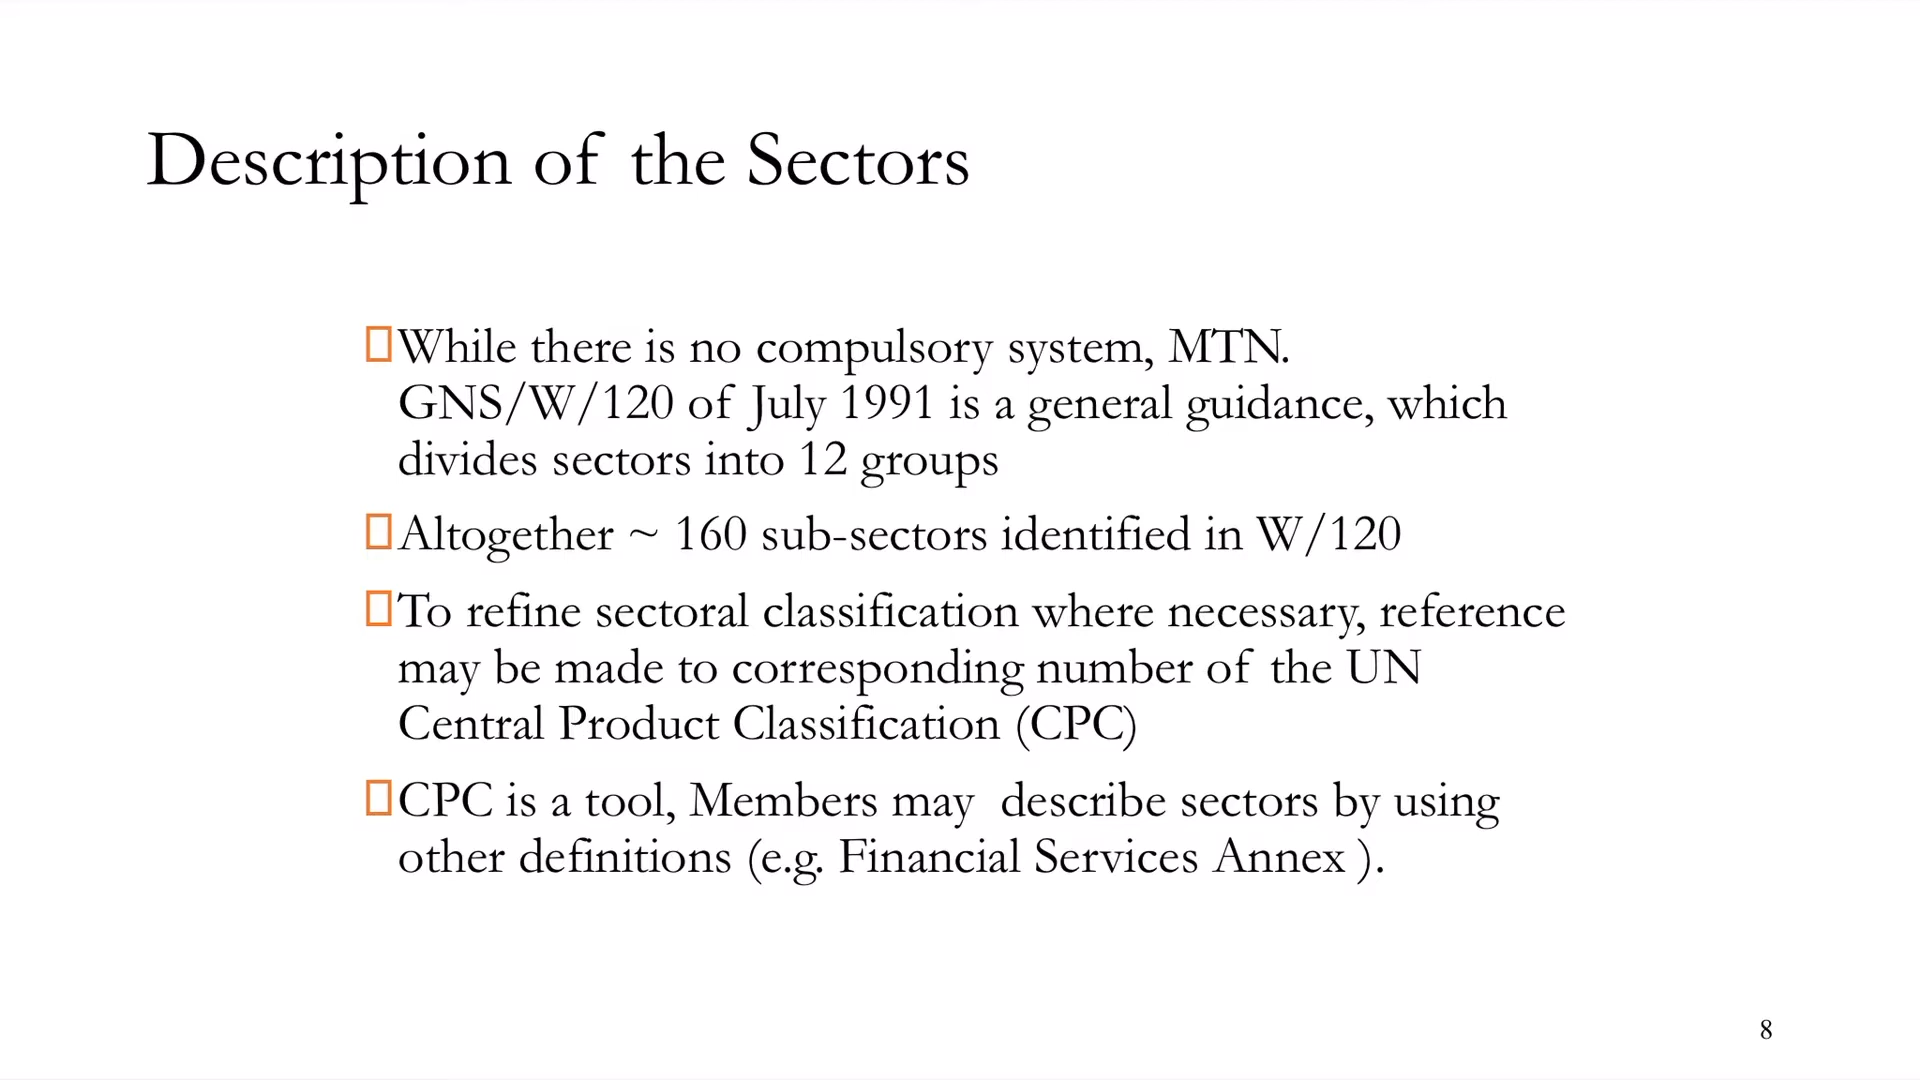 Description of the Sectors
While there is no compulsory system, MTN.
GNS/W/120 of July 1991 is a general guidance, which
divides sectors into 12 groups
Altogether ~ 160 sub-sectors identified in W/120
To refine sectoral classification where necessary, reference
may be made to corresponding number of the UN
Central Product Classification (CPC)
CPC is a tool, Members may  describe sectors by using
other definitions (e.g. Financial Services Annex ).
8